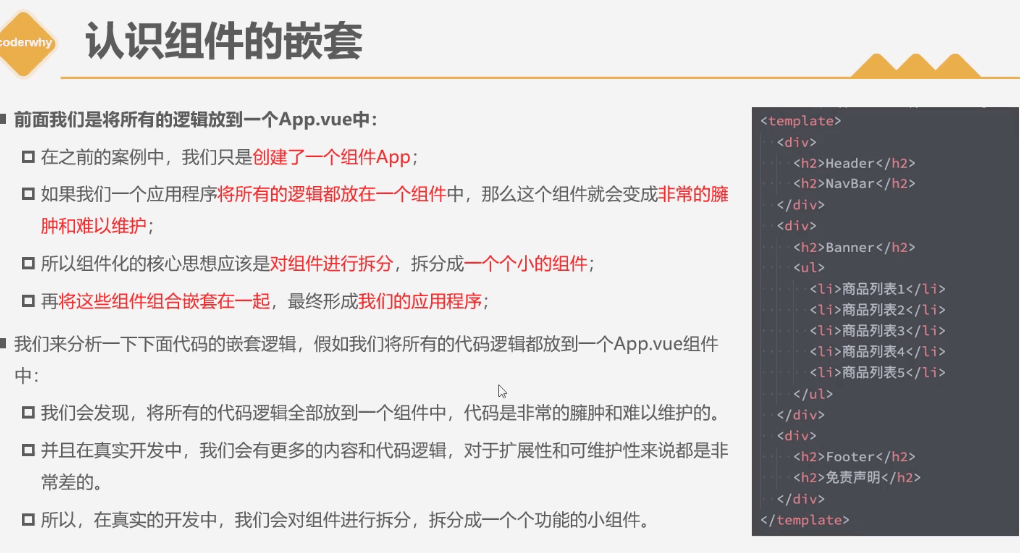 coderwhy
认识组件的嵌套
前面我们是将所有的逻辑放到一个App.vue中：
在之前的案例中，我们只是创建了一个组件App；
如果我们一个应用程序将所有的逻辑都放在一个组件中，那么这个组件就会变成非常的臃
肿和难以维护；
所以组件化的核心思想应该是对组件进行拆分，拆分成一个个小的组件；
再将这些组件组合嵌套在一起，最终形成我们的应用程序；
我们来分析一下下面代码的嵌套逻辑，假如我们将所有的代码逻辑都放到一个App.vue组件
中：
我们会发现，将所有的代码逻辑全部放到一个组件中，代码是非常的臃肿和难以维护的。
并且在真实开发中，我们会有更多的内容和代码逻辑，对于扩展性和可维护性来说都是非
常差的。
所以，在真实的开发中，我们会对组件进行拆分，拆分成一个个功能的小组件。
<template>
<div>
<h2>Header</h2>
<h2>NavBar</h2>
</div>
<div>
<h2>Banner</h2>
<ul>
<li>商品列表1</li>
<li>商品列表2</li>
<li>商品列表3</li>
<li>商品列表4</li>
<li>商品列表5</li>
</ul>
</div>
<div>
<h2>Footer</h2>
<h2>免责声明</h2>
</div>
</template>